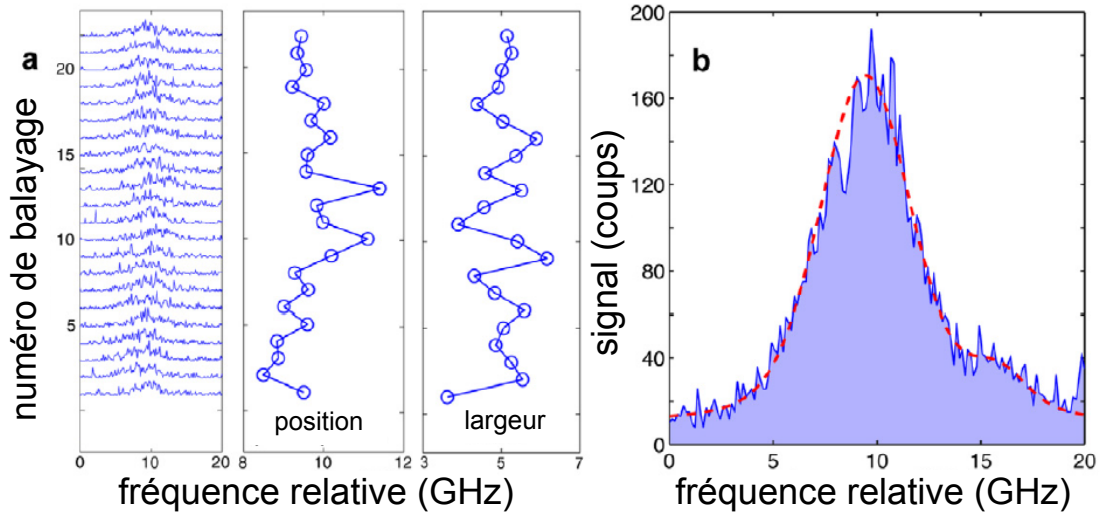 a
numéro de balayage
20
15
10
5
0 10 20
position
8 10 12
largeur
3 5 7
fréquence relative (GHz)
b
signal (coups)
200
160
120
80
40
0
0 5 10 15 20
fréquence relative (GHz)